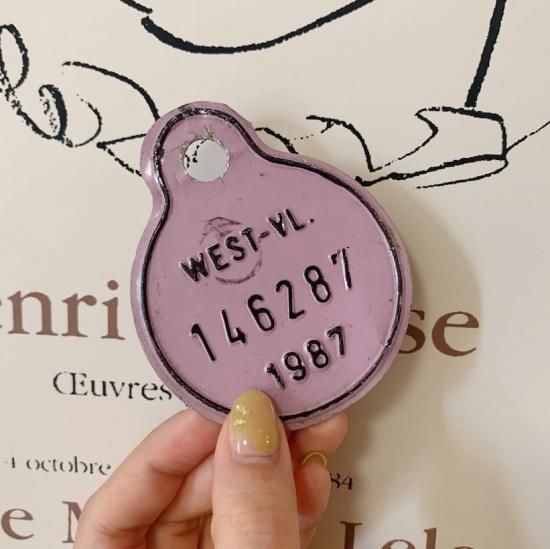 WEST-VL.
146287
1987
enri
se
Œuvres
octobre
84